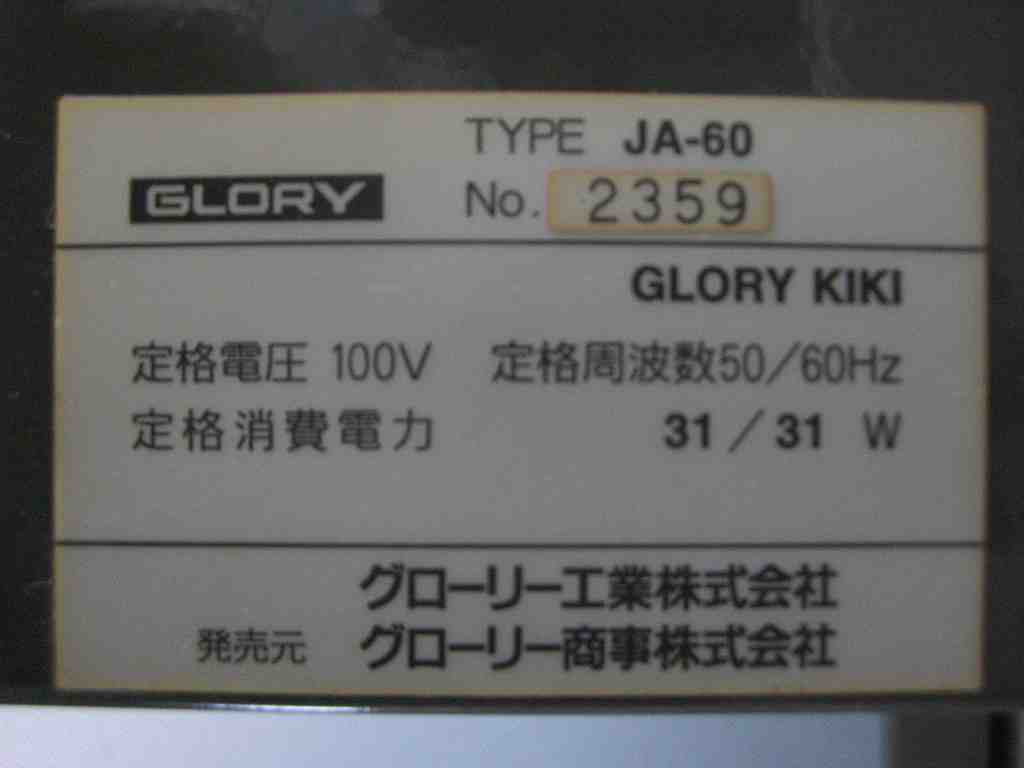 TYPE JA-60
GLORY No. 2359
GLORY KIKI
定格電圧 100V 定格周波数50/60Hz
定格消費電力 31/31 W
グローリー工業株式会社
発売元 グローリー商事株式会社